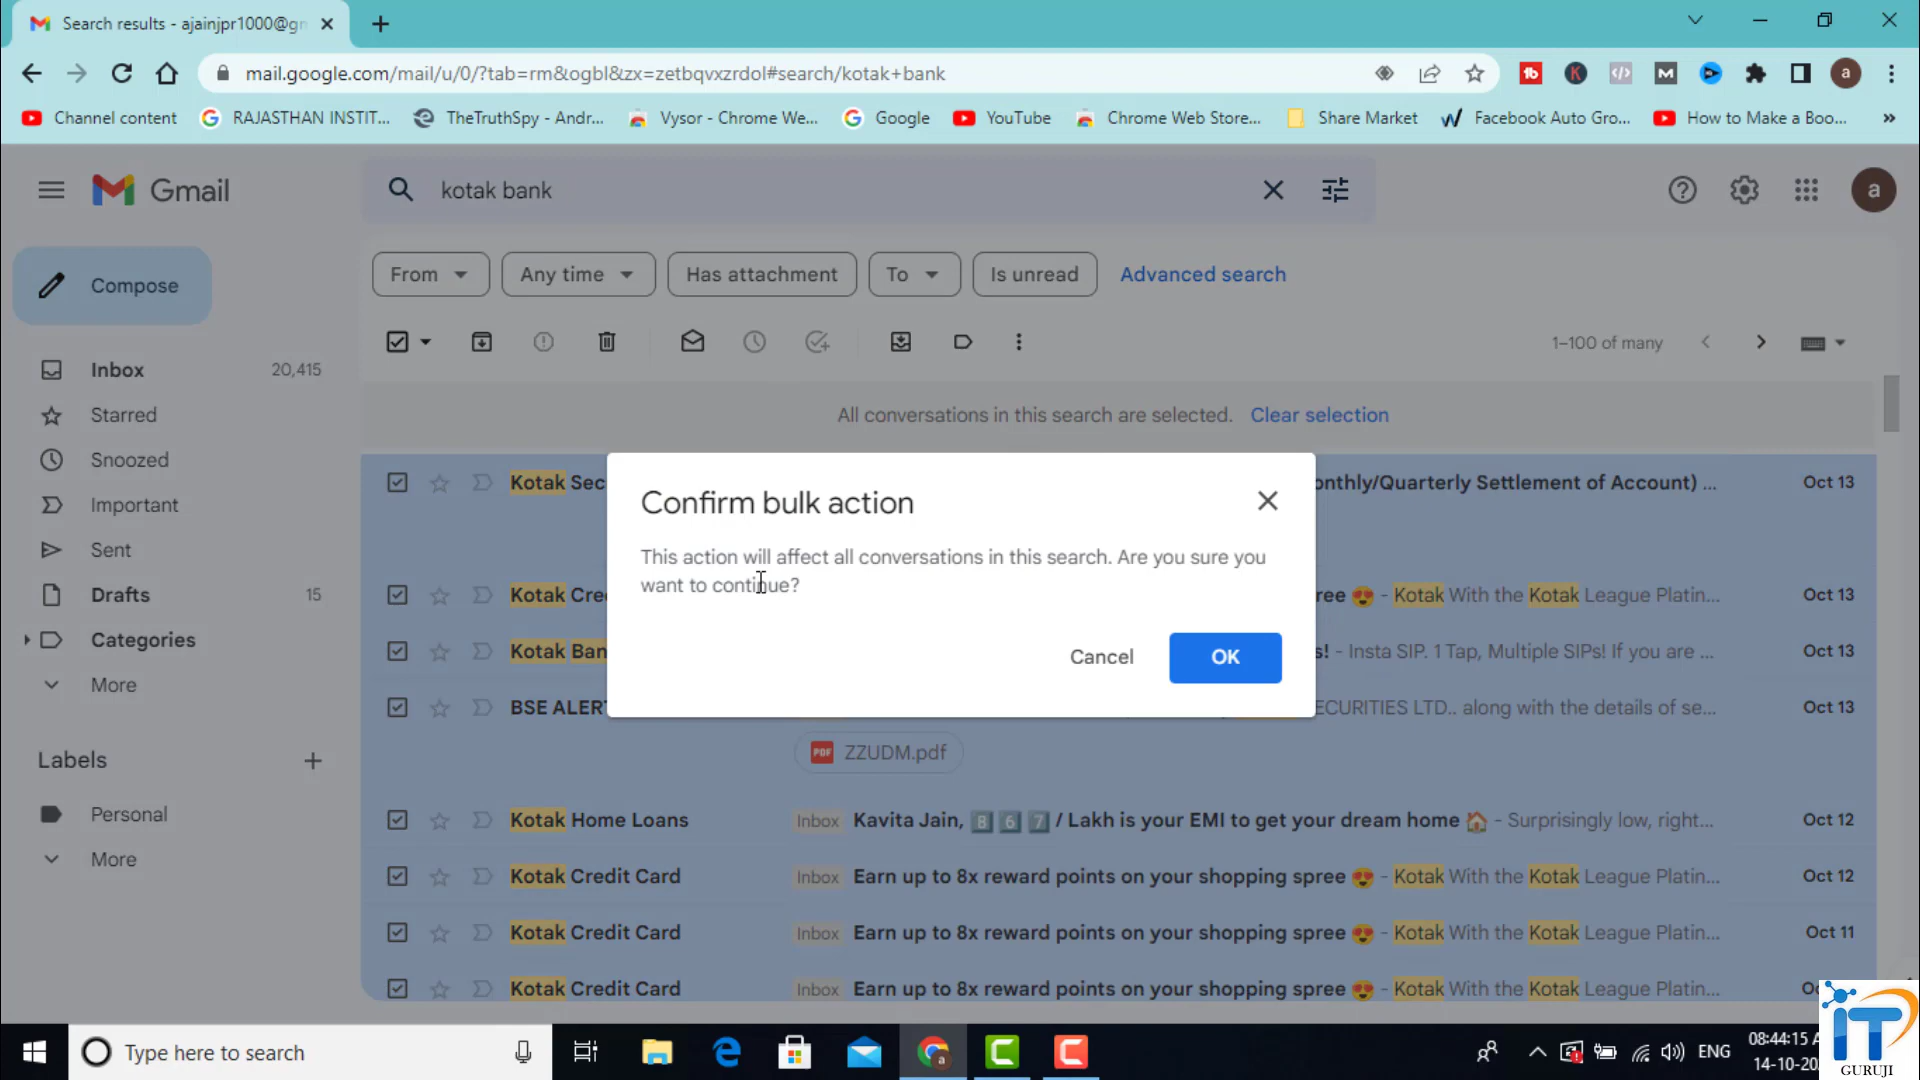 Search results - ajainjpr1000@gm
mail.google.com/mail/u/0/?tab=rm&ogbl&zx=zetbqvxzrdol#search/kotak+bank
Channel content
RAJASTHAN INSTIT...
TheTruthSpy - Andr...
Vysor - Chrome We...
Google
YouTube
Chrome Web Store...
Share Market
Facebook Auto Gro...
How to Make a Boo...
»
Gmail
kotak bank
a
Compose
From
Any time
Has attachment
To
Is unread
Advanced search
1–100 of many
Inbox 20,415
Starred
Snoozed
Important
Sent
Drafts 15
Categories
More
Labels
Personal
More
All conversations in this search are selected. Clear selection
Kotak Sec onthly/Quarterly Settlement of Account) ... Oct 13
Confirm bulk action
This action will affect all conversations in this search. Are you sure you
want to continue?
Cancel
OK
Kotak Cre ree 😍 - Kotak With the Kotak League Platin... Oct 13
Kotak Ban s! - Insta SIP. 1 Tap, Multiple SIPs! If you are ... Oct 13
BSE ALERT ECURITIES LTD.. along with the details of se... Oct 13
PDF ZZUDM.pdf
Kotak Home Loans Inbox Kavita Jain, 8️⃣ 6️⃣ 7️⃣ / Lakh is your EMI to get your dream home 🏠 - Surprisingly low, right... Oct 12
Kotak Credit Card Inbox Earn up to 8x reward points on your shopping spree 😍 - Kotak With the Kotak League Platin... Oct 12
Kotak Credit Card Inbox Earn up to 8x reward points on your shopping spree 😍 - Kotak With the Kotak League Platin... Oct 11
Kotak Credit Card Inbox Earn up to 8x reward points on your shopping spree 😍 - Kotak With the Kotak League Platin...
Type here to search
ENG
08:44:15 A
14-10-20
IT
GURUJI